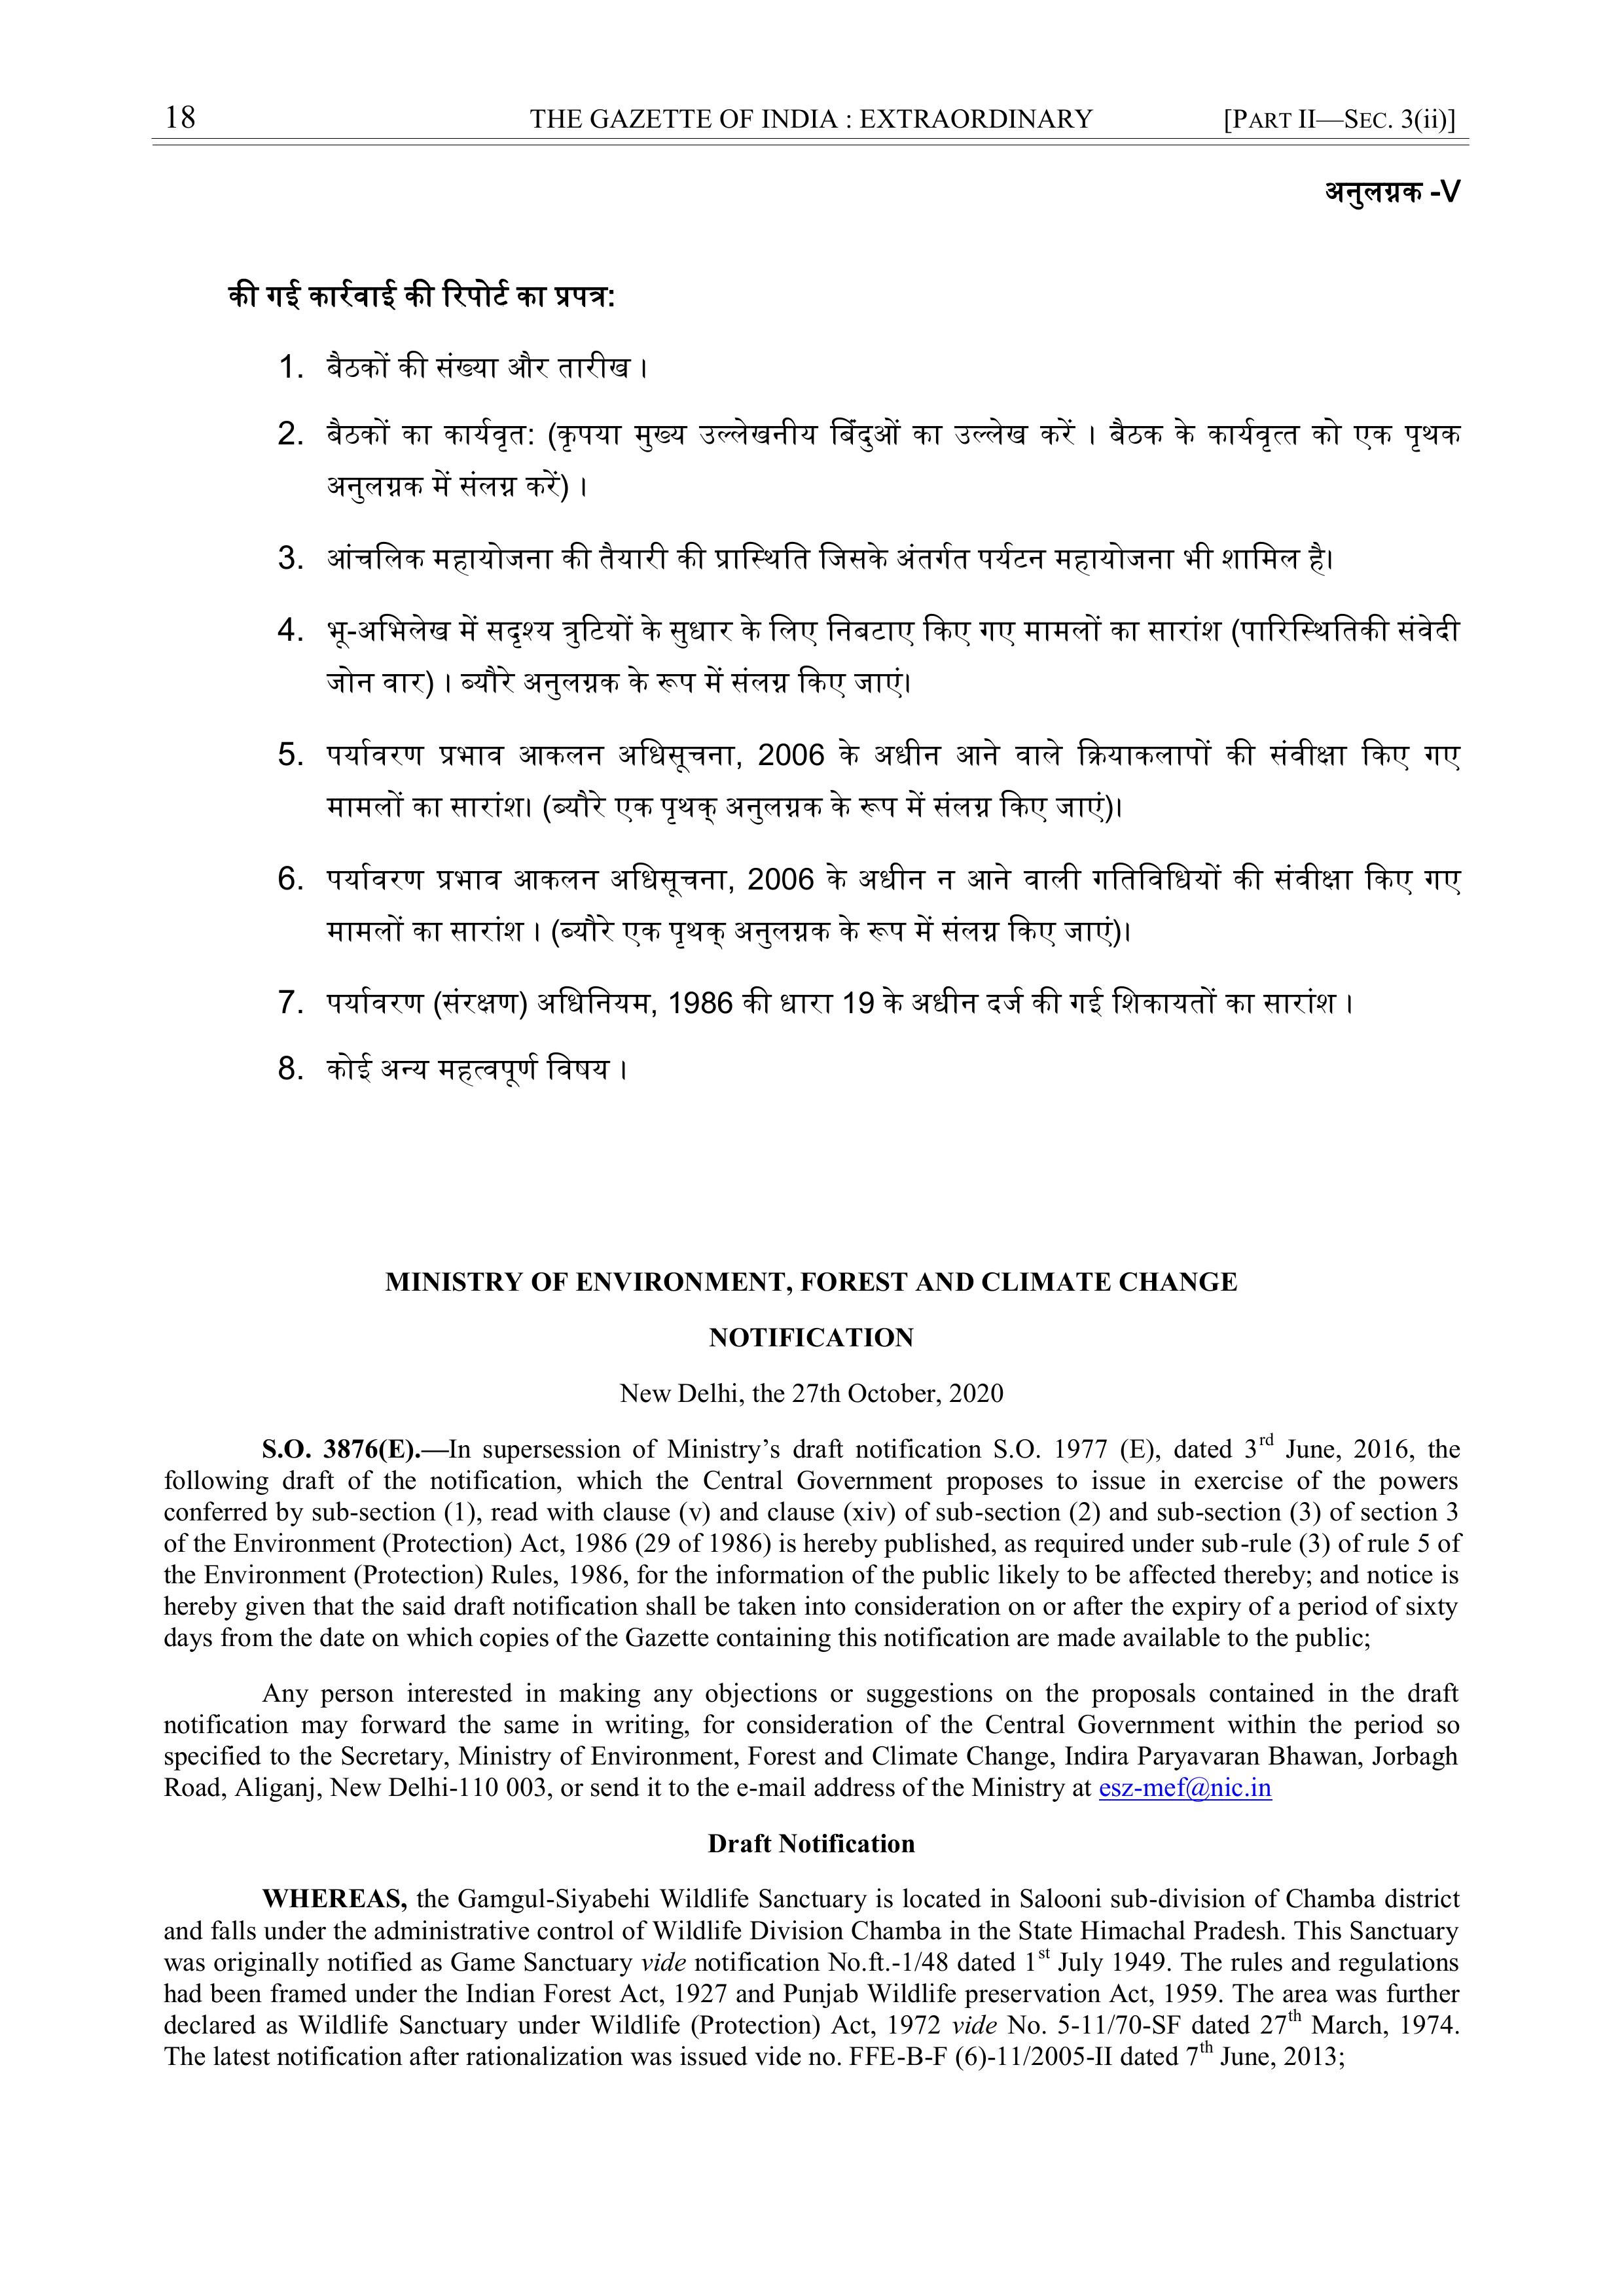 18 THE GAZETTE OF INDIA : EXTRAORDINARY [PART II—SEC. 3(ii)]
अनुलग्नक -V
की गई कार्रवाई की रिपोर्ट का प्रपत्र:
1. बैठकों की संख्या और तारीख ।
2. बैठकों का कार्यवृत: (कृपया मुख्य उल्लेखनीय बिंदुओं का उल्लेख करें । बैठक के कार्यवृत्त को एक पृथक
अनुलग्नक में संलग्न करें) ।
3. आंचलिक महायोजना की तैयारी की प्रास्थिति जिसके अंतर्गत पर्यटन महायोजना भी शामिल है।
4. भू-अभिलेख में सदृश्य त्रुटियों के सुधार के लिए निबटाए किए गए मामलों का सारांश (पारिस्थितिकी संवेदी
जोन वार) । ब्यौरे अनुलग्नक के रूप में संलग्न किए जाएं।
5. पर्यावरण प्रभाव आकलन अधिसूचना, 2006 के अधीन आने वाले क्रियाकलापों की संवीक्षा किए गए
मामलों का सारांश। (ब्यौरे एक पृथक् अनुलग्नक के रूप में संलग्न किए जाएं)।
6. पर्यावरण प्रभाव आकलन अधिसूचना, 2006 के अधीन न आने वाली गतिविधियों की संवीक्षा किए गए
मामलों का सारांश । (ब्यौरे एक पृथक् अनुलग्नक के रूप में संलग्न किए जाएं)।
7. पर्यावरण (संरक्षण) अधिनियम, 1986 की धारा 19 के अधीन दर्ज की गई शिकायतों का सारांश ।
8. कोई अन्य महत्वपूर्ण विषय ।
MINISTRY OF ENVIRONMENT, FOREST AND CLIMATE CHANGE
NOTIFICATION
New Delhi, the 27th October, 2020
S.O. 3876(E).—In supersession of Ministry’s draft notification S.O. 1977 (E), dated 3rd June, 2016, the
following draft of the notification, which the Central Government proposes to issue in exercise of the powers
conferred by sub-section (1), read with clause (v) and clause (xiv) of sub-section (2) and sub-section (3) of section 3
of the Environment (Protection) Act, 1986 (29 of 1986) is hereby published, as required under sub-rule (3) of rule 5 of
the Environment (Protection) Rules, 1986, for the information of the public likely to be affected thereby; and notice is
hereby given that the said draft notification shall be taken into consideration on or after the expiry of a period of sixty
days from the date on which copies of the Gazette containing this notification are made available to the public;
Any person interested in making any objections or suggestions on the proposals contained in the draft
notification may forward the same in writing, for consideration of the Central Government within the period so
specified to the Secretary, Ministry of Environment, Forest and Climate Change, Indira Paryavaran Bhawan, Jorbagh
Road, Aliganj, New Delhi-110 003, or send it to the e-mail address of the Ministry at esz-mef@nic.in
Draft Notification
WHEREAS, the Gamgul-Siyabehi Wildlife Sanctuary is located in Salooni sub-division of Chamba district
and falls under the administrative control of Wildlife Division Chamba in the State Himachal Pradesh. This Sanctuary
was originally notified as Game Sanctuary vide notification No.ft.-1/48 dated 1st July 1949. The rules and regulations
had been framed under the Indian Forest Act, 1927 and Punjab Wildlife preservation Act, 1959. The area was further
declared as Wildlife Sanctuary under Wildlife (Protection) Act, 1972 vide No. 5-11/70-SF dated 27th March, 1974.
The latest notification after rationalization was issued vide no. FFE-B-F (6)-11/2005-II dated 7th June, 2013;